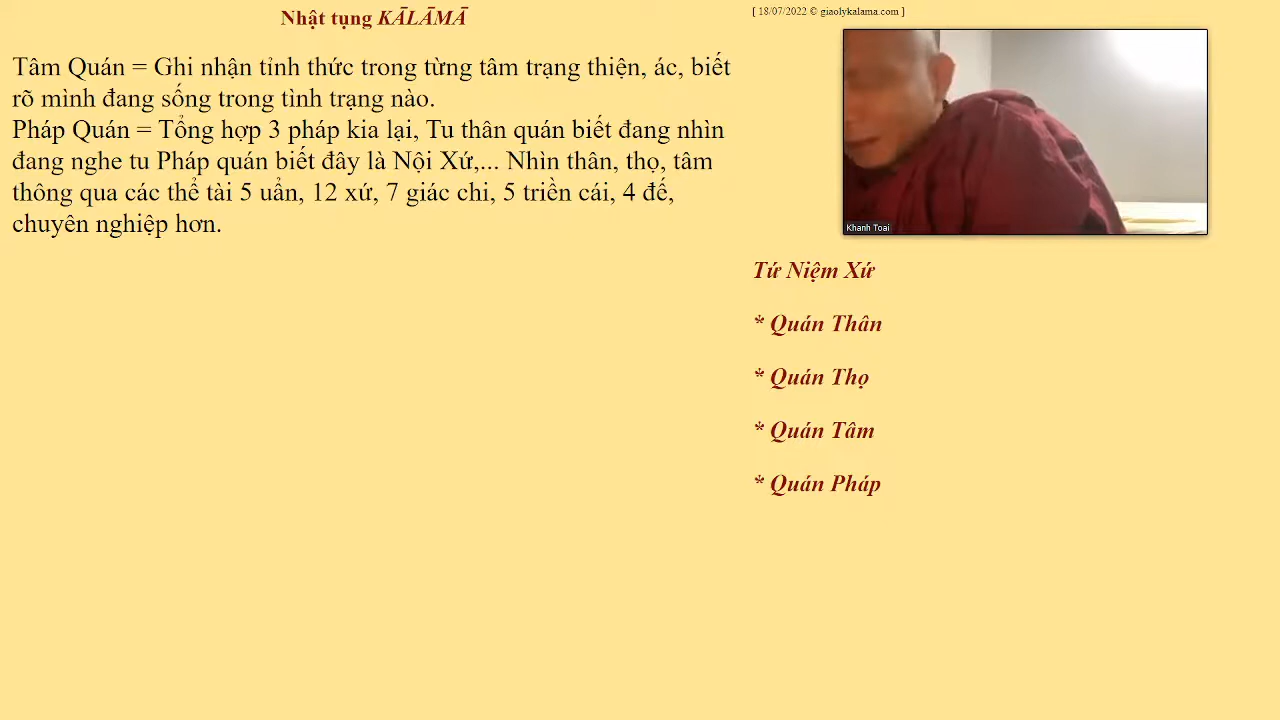 Nhật tụng KĀLĀMĀ
Tâm Quán = Ghi nhận tỉnh thức trong từng tâm trạng thiện, ác, biết
rõ mình đang sống trong tình trạng nào.
Pháp Quán = Tổng hợp 3 pháp kia lại, Tu thân quán biết đang nhìn
đang nghe tu Pháp quán biết đây là Nội Xứ,... Nhìn thân, thọ, tâm
thông qua các thể tài 5 uẩn, 12 xứ, 7 giác chi, 5 triền cái, 4 đế,
chuyên nghiệp hơn.
[ 18/07/2022 © giaolykalama.com ]
Khanh Toai
Tứ Niệm Xứ
* Quán Thân
* Quán Thọ
* Quán Tâm
* Quán Pháp